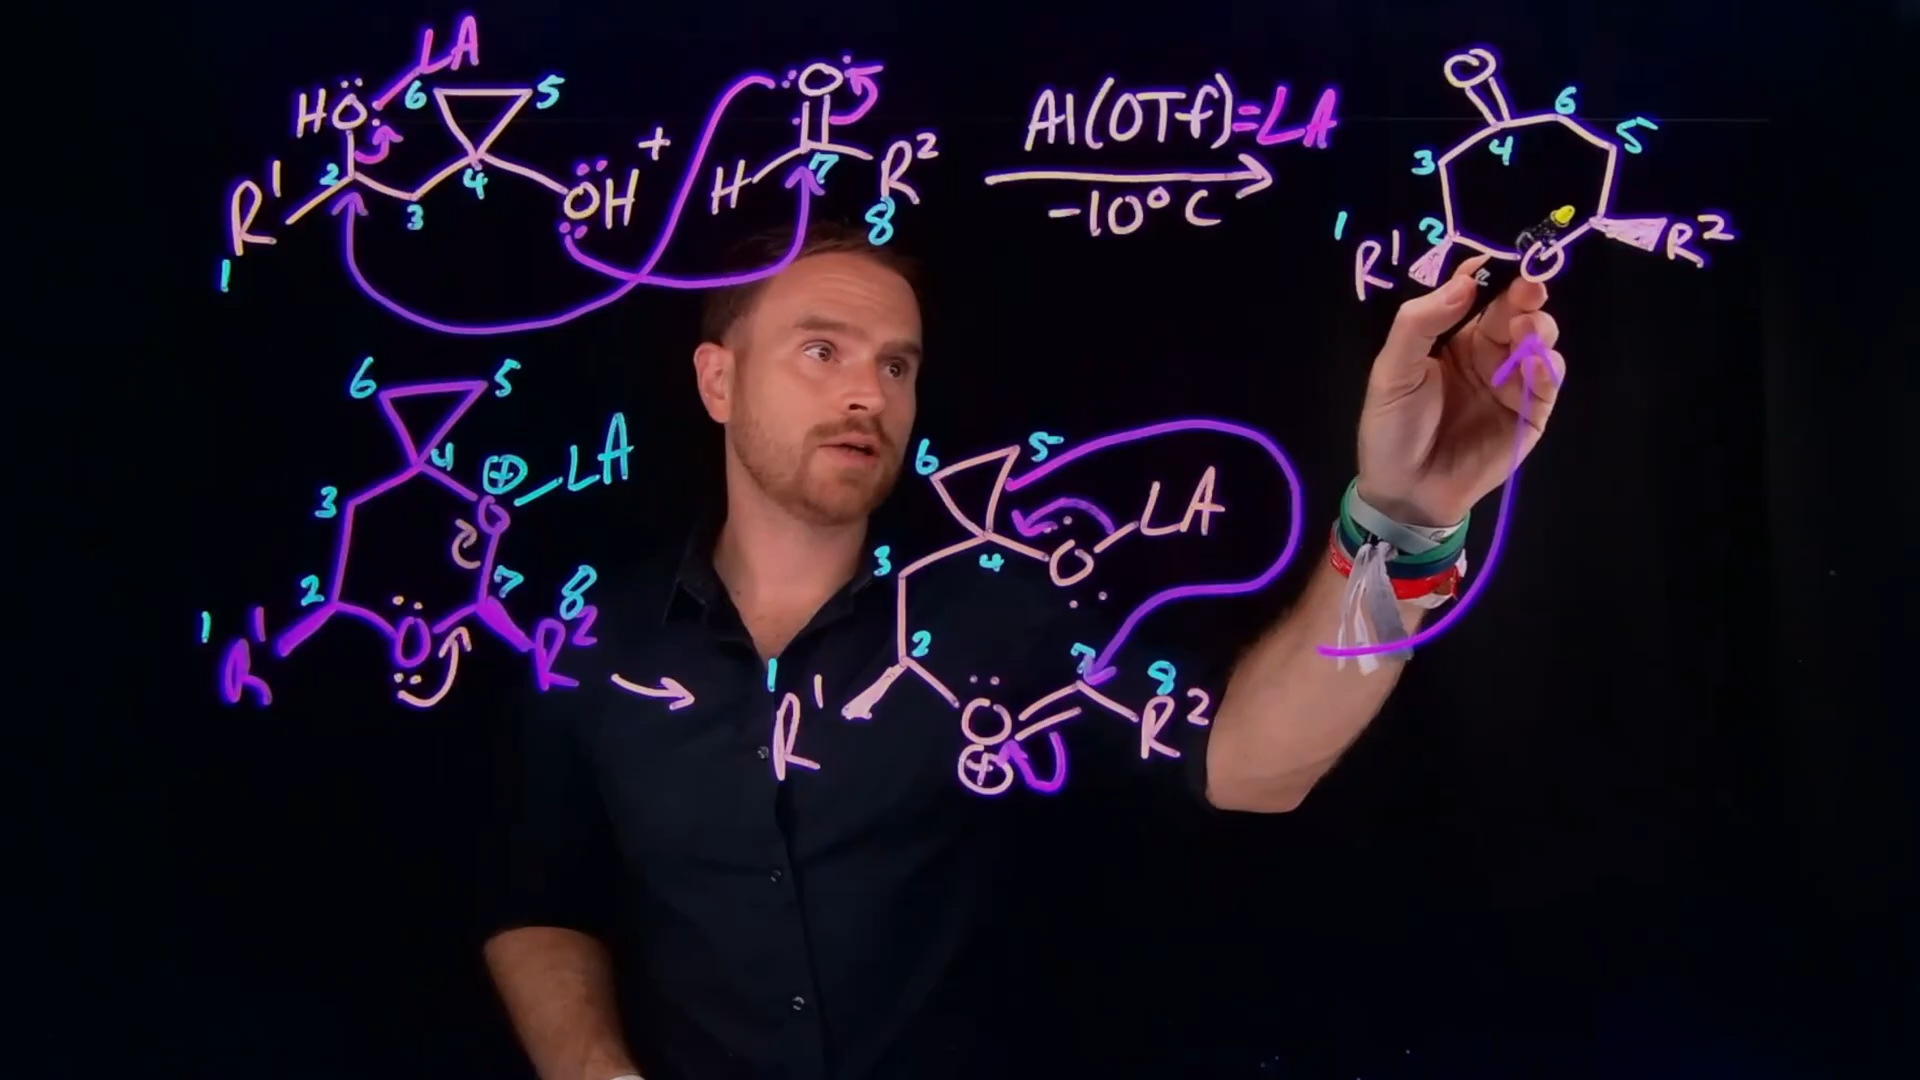 LA
6 5
HO
R¹ 2 3 4 OH
1
+
O
H 7 R²
8
Al(OTf)=LA
-10°C
O
6
5
4
3
1 2
R¹ O R²
6 5
4 ⊕ LA
3 O
2 7 8
1 R¹ O R²
6 5
LA
3 4 O
2 7 8
1 R¹ O R²
⊕